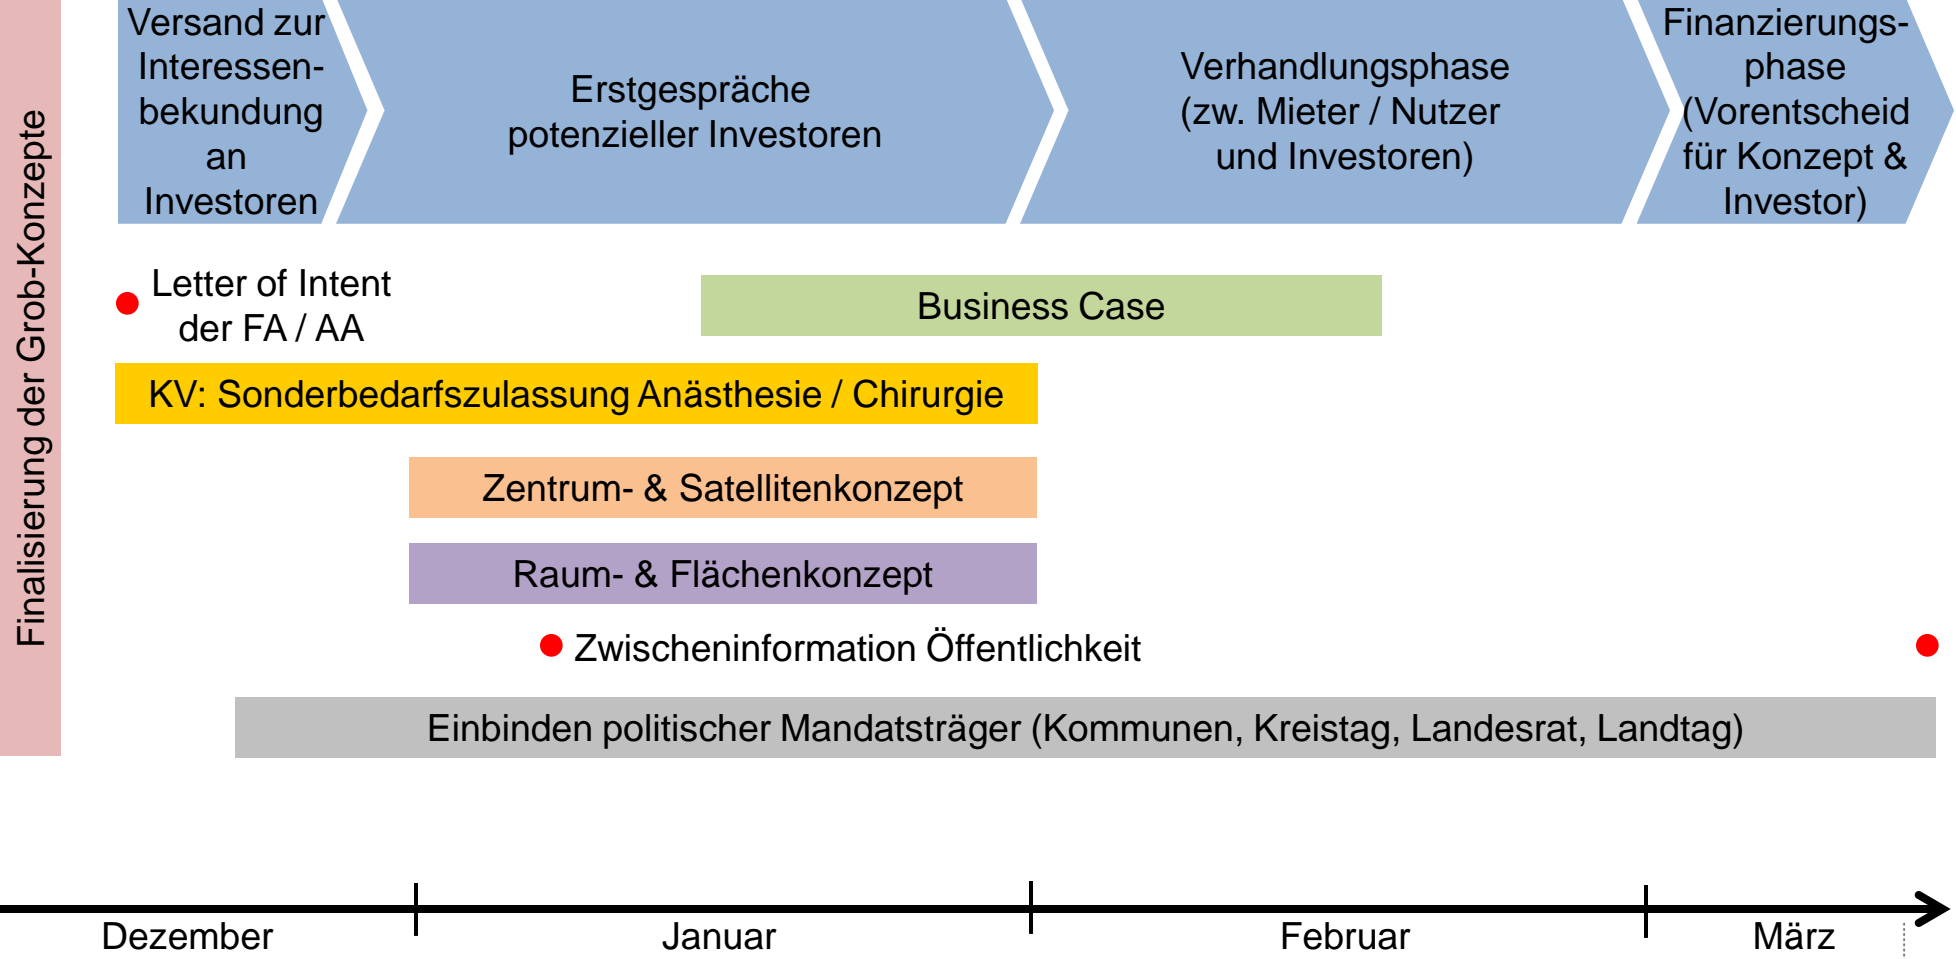 Finalisierung der Grob-Konzepte
Versand zur
Interessen-
bekundung
an
Investoren
Erstgespräche
potenzieller Investoren
Verhandlungsphase
(zw. Mieter / Nutzer
und Investoren)
Finanzierungs-
phase
(Vorentscheid
für Konzept &
Investor)
Letter of Intent
der FA / AA
Business Case
KV: Sonderbedarfszulassung Anästhesie / Chirurgie
Zentrum- & Satellitenkonzept
Raum- & Flächenkonzept
Zwischeninformation Öffentlichkeit
Einbinden politischer Mandatsträger (Kommunen, Kreistag, Landesrat, Landtag)
Dezember
Januar
Februar
März